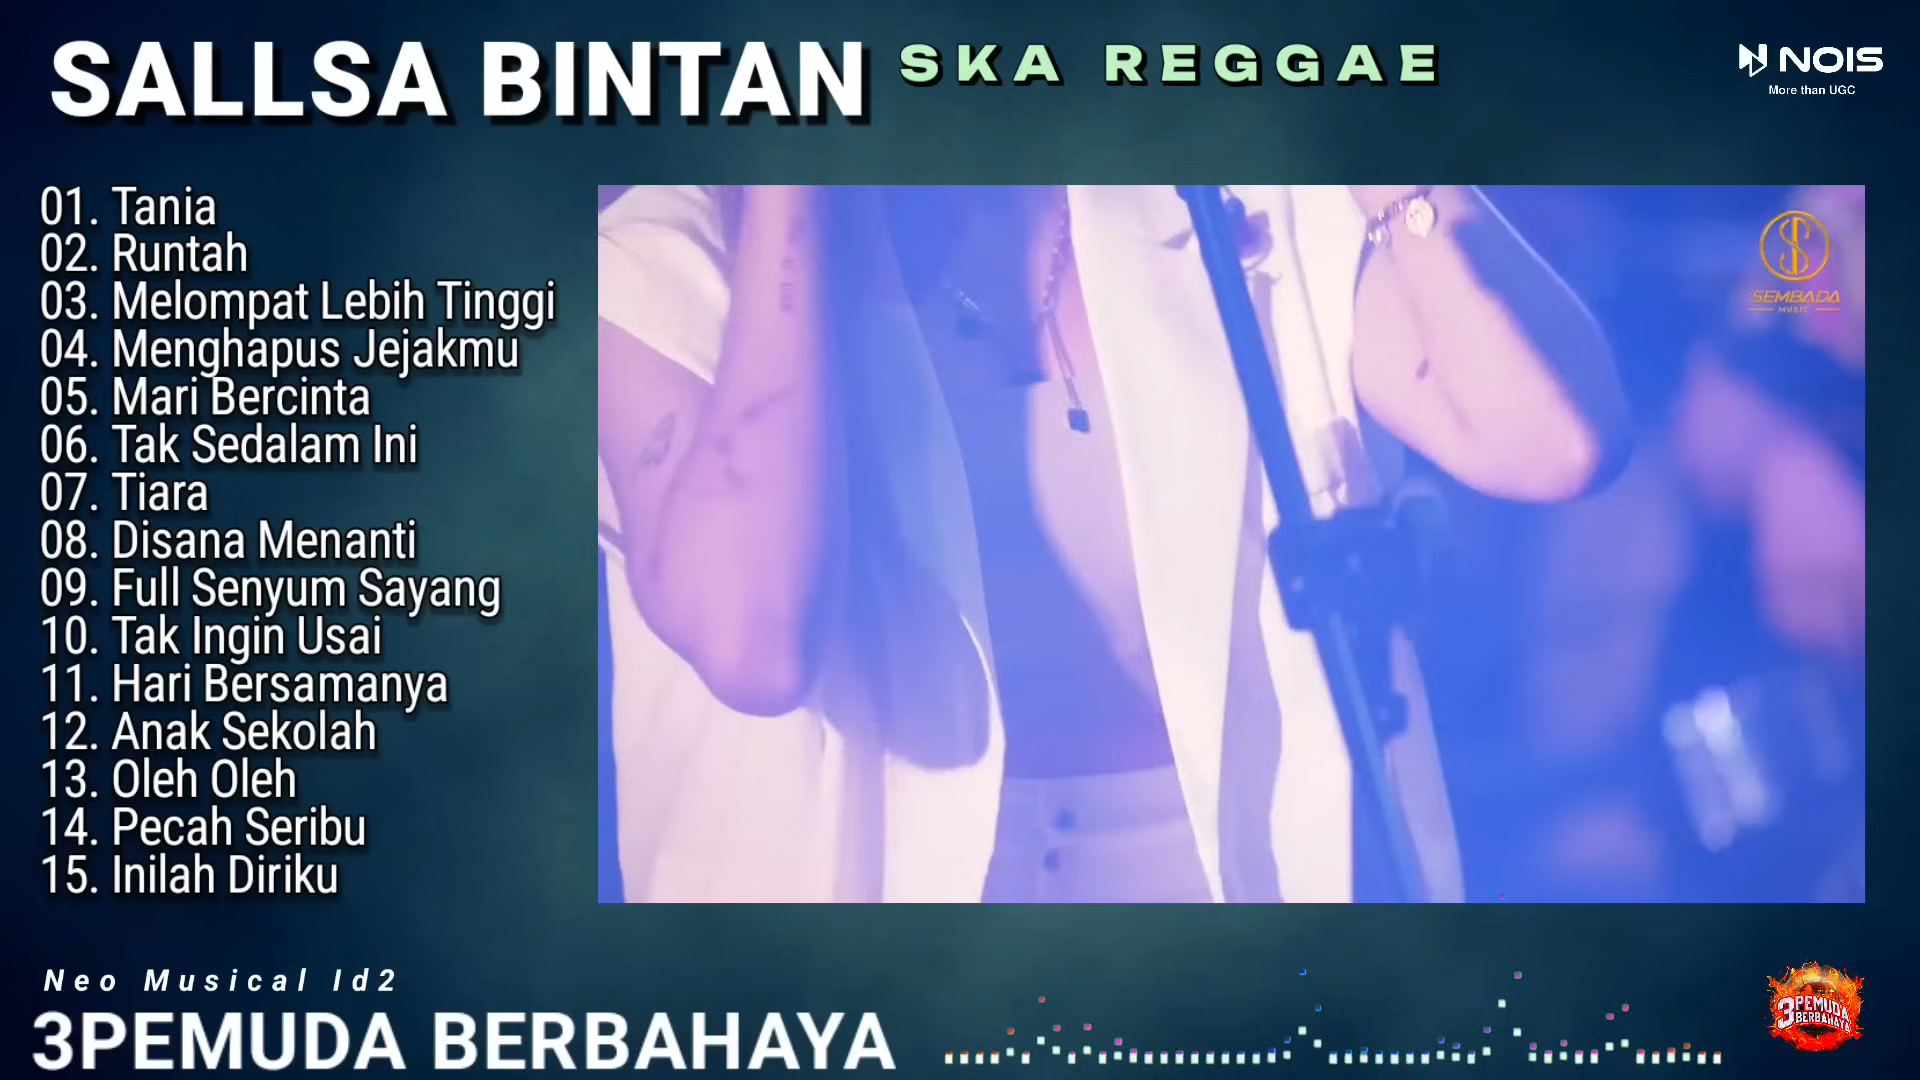 SALLSA BINTAN
SKA REGGAE
NOIS
More than UGC
01. Tania
02. Runtah
03. Melompat Lebih Tinggi
04. Menghapus Jejakmu
05. Mari Bercinta
06. Tak Sedalam Ini
07. Tiara
08. Disana Menanti
09. Full Senyum Sayang
10. Tak Ingin Usai
11. Hari Bersamanya
12. Anak Sekolah
13. Oleh Oleh
14. Pecah Seribu
15. Inilah Diriku
SEMBADA
MUSIC
Neo Musical Id2
3PEMUDA BERBAHAYA
3PEMUDA
BERBAHAYA